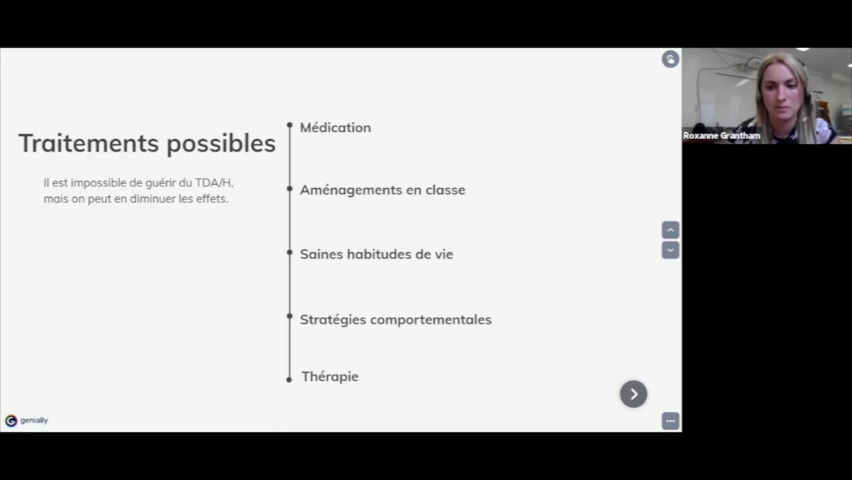 Traitements possibles
Il est impossible de guérir du TDA/H,
mais on peut en diminuer les effets.
Médication
Aménagements en classe
Saines habitudes de vie
Stratégies comportementales
Thérapie
genially
Roxanne Grantham